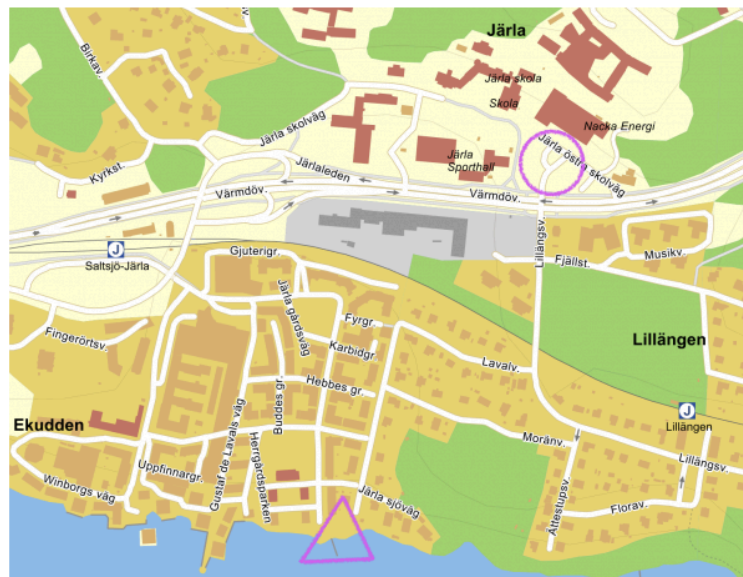 Järla
Birkav.
Järla skola
Skola
Nacka Energi
Järla skolväg
Järla östra skolväg
Järla
Sporthall
Kyrkst.
Järlaleden
Värmdöv.
Värmdöv.
Lillängsv.
J
Saltsjö-Järla
Gjuterigr.
Fjällst.
Musikv.
Järla gårdsväg
Fyrgr.
Fingerörtsv.
Karbidgr.
Lavalv.
Lillängen
Hebbes gr.
Buddes gr.
J
Lillängen
Ekudden
Moränv.
Gustaf de Lavals väg
Herrgårdsparken
Uppfinnargr.
Lillängsv.
Winborgs väg
Järla sjöväg
Ättestupsv.
Florav.